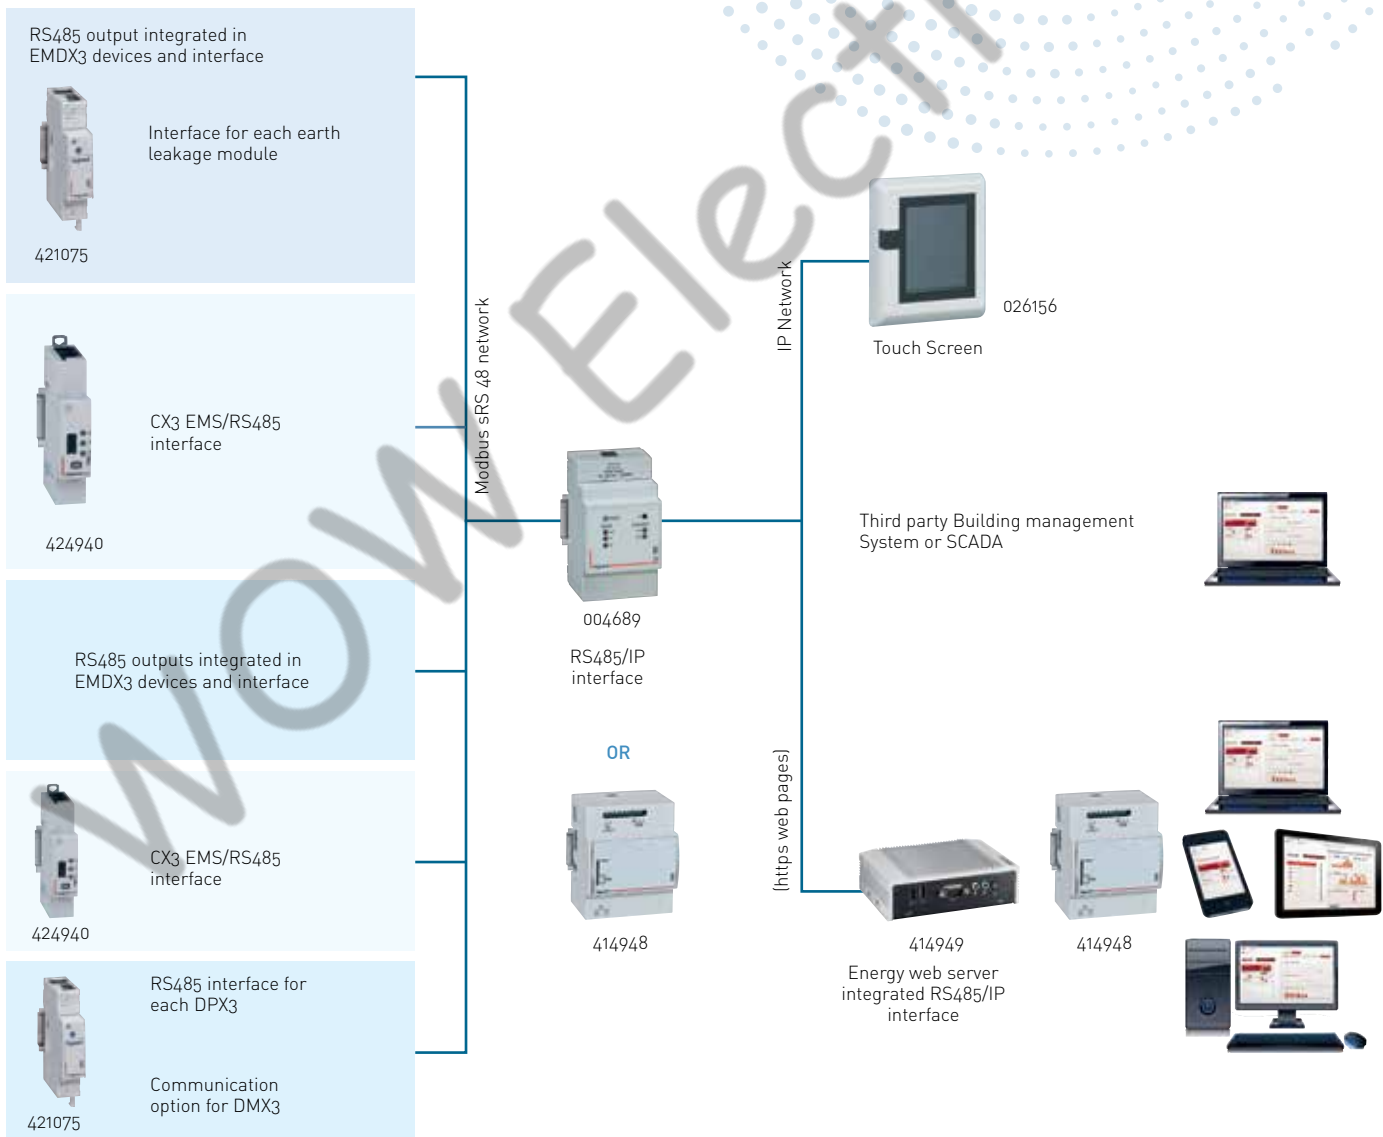 RS485 output integrated in
EMDX3 devices and interface
Interface for each earth
leakage module
421075
CX3 EMS/RS485
interface
424940
RS485 outputs integrated in
EMDX3 devices and interface
CX3 EMS/RS485
interface
424940
RS485 interface for
each DPX3
Communication
option for DMX3
421075
Modbus sRS 48 network
004689
RS485/IP
interface
OR
414948
IP Network
(https web pages)
026156
Touch Screen
Third party Building management
System or SCADA
414949
Energy web server
integrated RS485/IP
interface
414948
WOW Electri